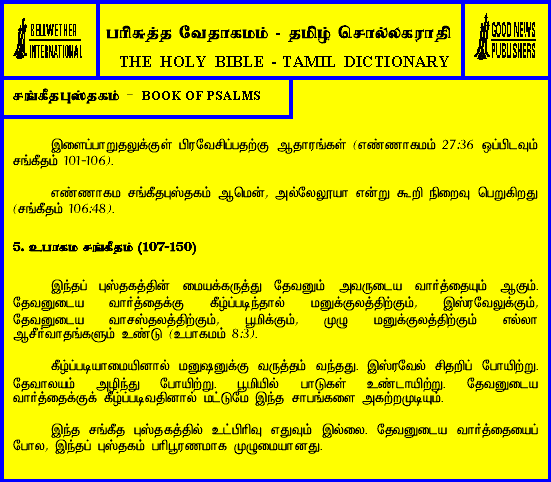 BELLWETHER
INTERNATIONAL
பரிசுத்த வேதாகமம் - தமிழ் சொல்லகராதி
THE HOLY BIBLE - TAMIL DICTIONARY
GOOD NEWS
PUBLISHERS
சங்கீதபுஸ்தகம் – BOOK OF PSALMS
இளைப்பாறுதலுக்குள் பிரவேசிப்பதற்கு ஆதாரங்கள் (எண்ணாகமம் 27:36 ஒப்பிடவும்
சங்கீதம் 101-106).
எண்ணாகம சங்கீதபுஸ்தகம் ஆமென், அல்லேலூயா என்று கூறி நிறைவு பெறுகிறது
(சங்கீதம் 106:48).
5. உபாகம சங்கீதம் (107-150)
இந்தப் புஸ்தகத்தின் மையக்கருத்து தேவனும் அவருடைய வார்த்தையும் ஆகும்.
தேவனுடைய வார்த்தைக்கு கீழ்ப்படிந்தால் மனுக்குலத்திற்கும், இஸ்ரவேலுக்கும்,
தேவனுடைய வாசஸ்தலத்திற்கும், பூமிக்கும், முழு மனுக்குலத்திற்கும் எல்லா
ஆசீர்வாதங்களும் உண்டு (உபாகமம் 8:3).
கீழ்ப்படியாமையினால் மனுஷனுக்கு வருத்தம் வந்தது. இஸ்ரவேல் சிதறிப் போயிற்று.
தேவாலயம் அழிந்து போயிற்று. பூமியில் பாடுகள் உண்டாயிற்று. தேவனுடைய
வார்த்தைக்குக் கீழ்ப்படிவதினால் மட்டுமே இந்த சாபங்களை அகற்றமுடியும்.
இந்த சங்கீத புஸ்தகத்தில் உட்பிரிவு எதுவும் இல்லை. தேவனுடைய வார்த்தையைப்
போல, இந்தப் புஸ்தகம் பரிபூரணமாக முழுமையானது.